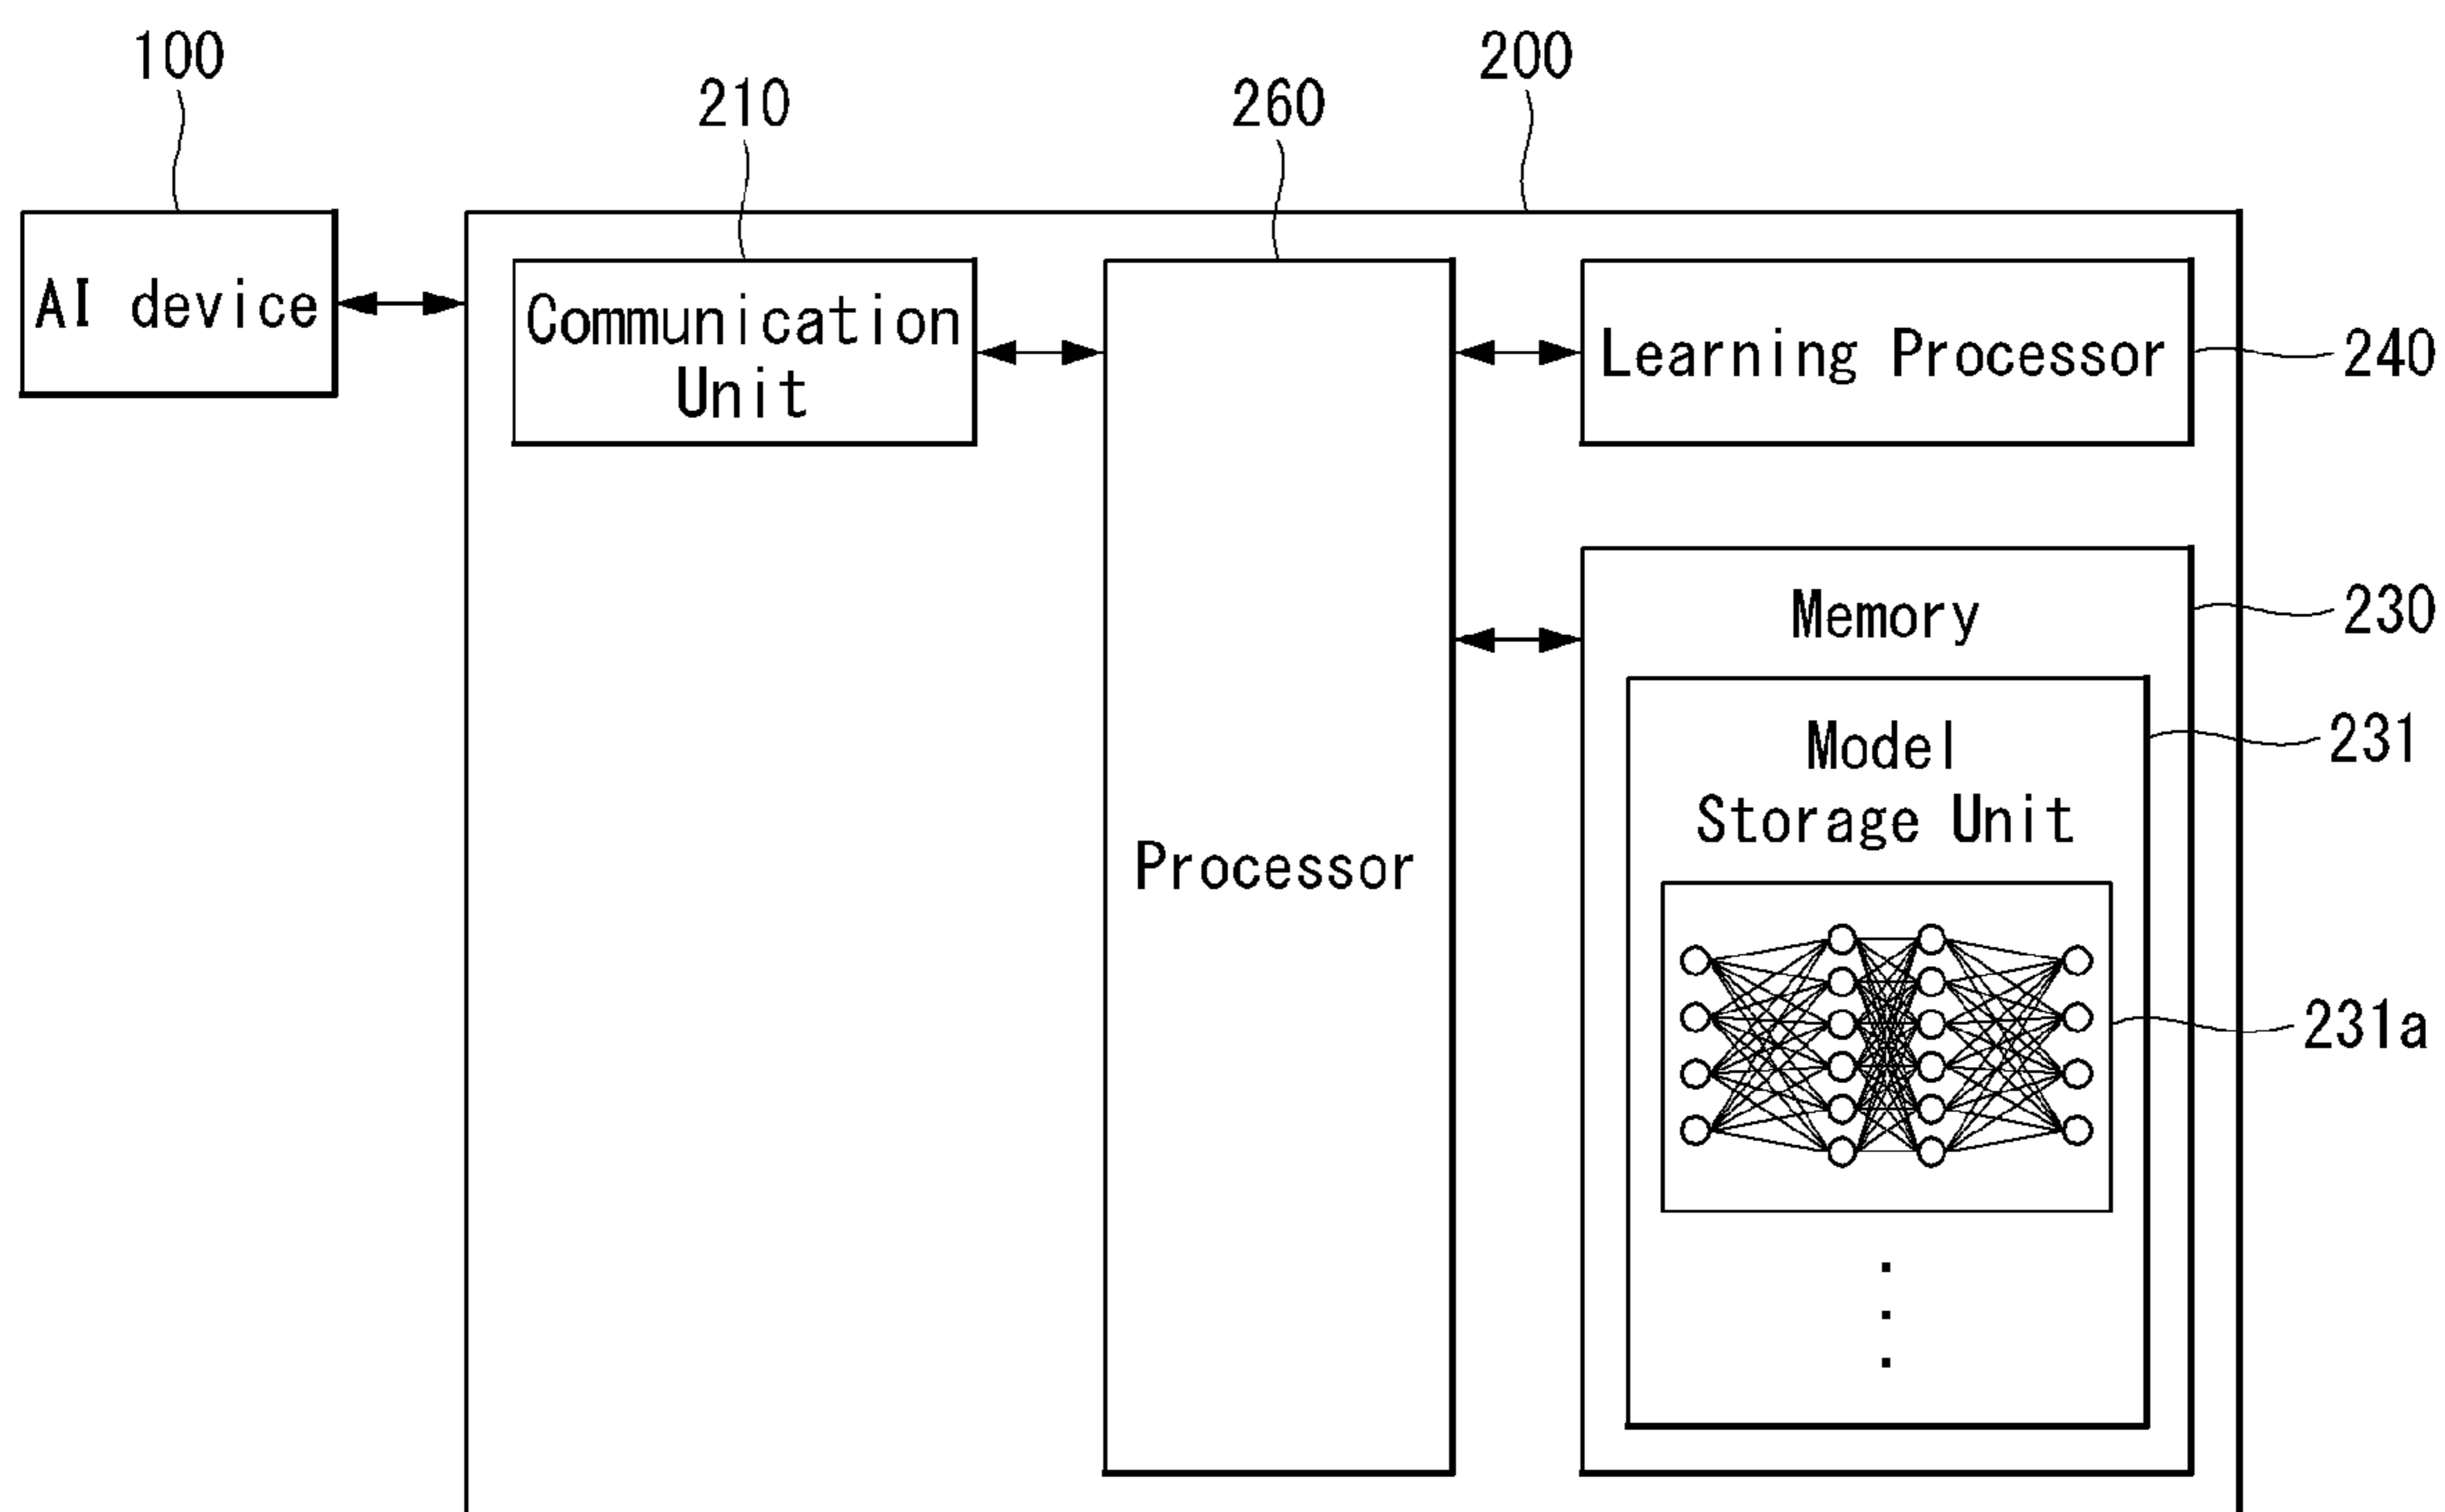 100
200
210
260
AI device
Communication
Unit
Learning Processor
240
Memory
230
Model
Storage Unit
231
Processor
231a